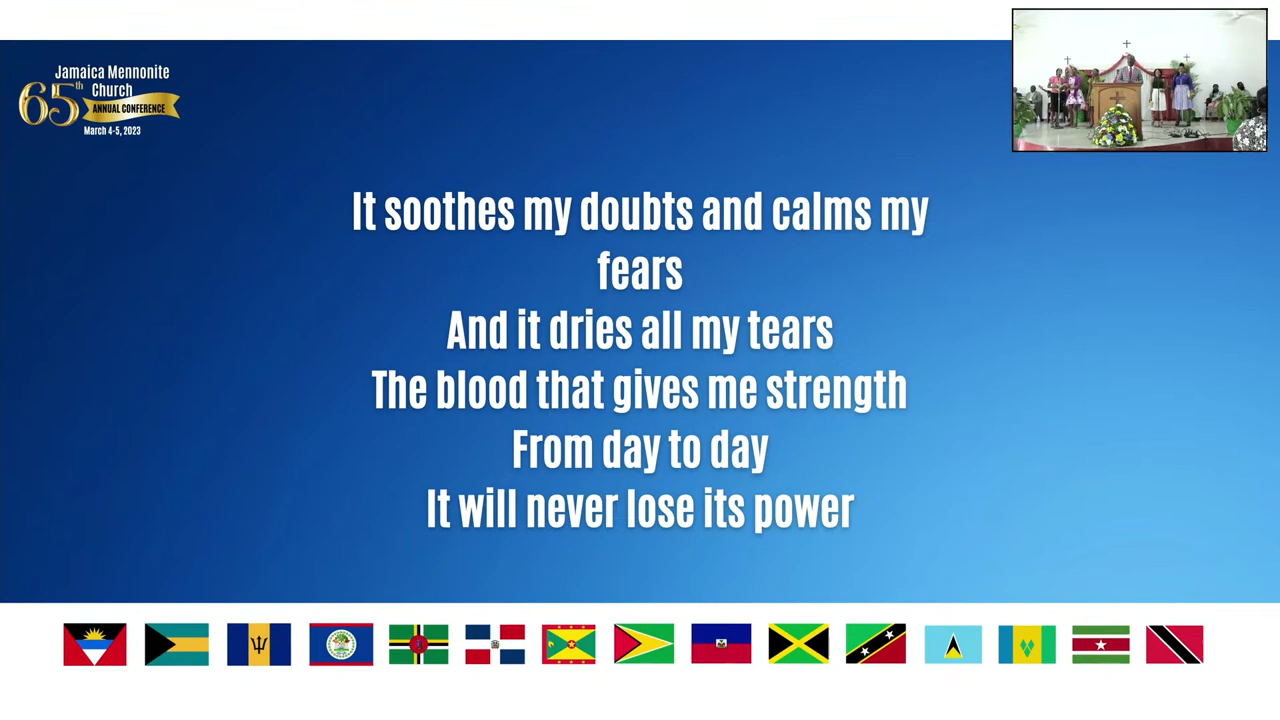 Jamaica Mennonite
65th Church
ANNUAL CONFERENCE
March 4-5, 2023
It soothes my doubts and calms my
fears
And it dries all my tears
The blood that gives me strength
From day to day
It will never lose its power